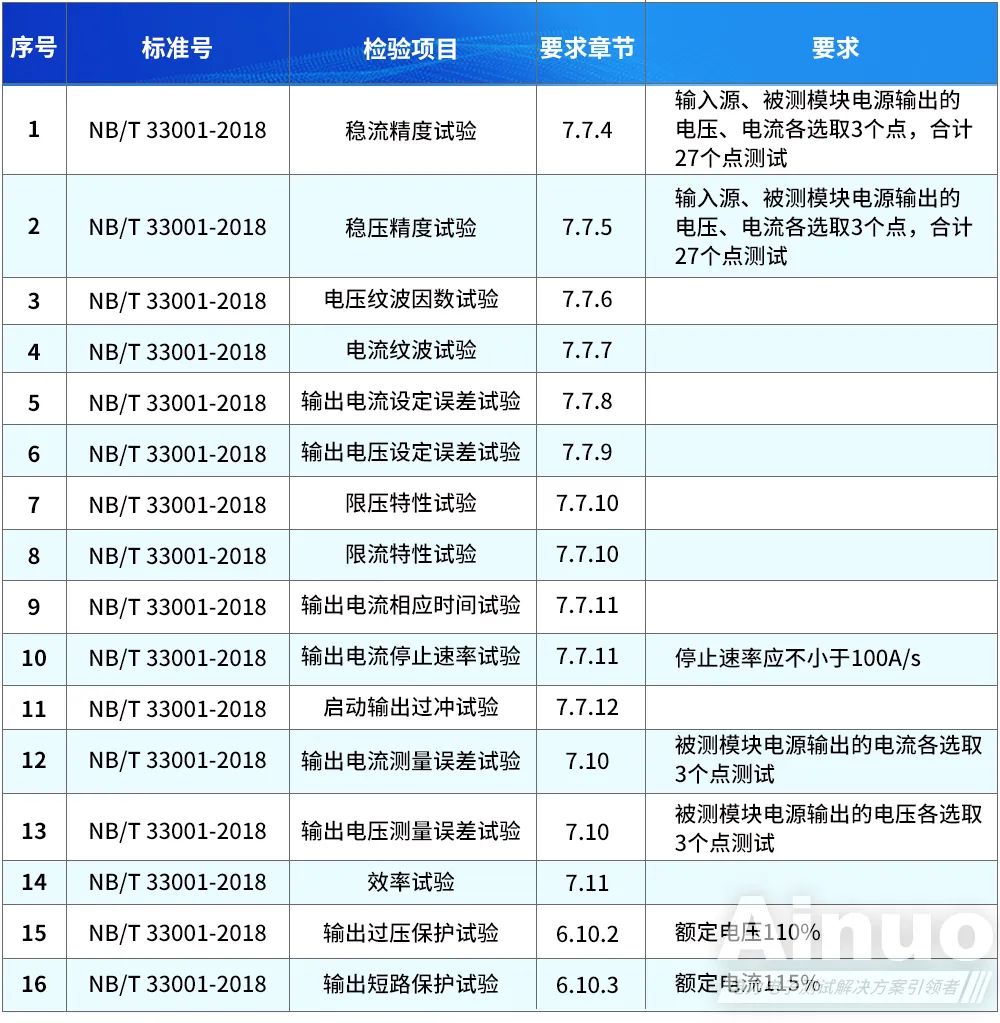 序号 标准号 检验项目 要求章节 要求
1 NB/T 33001-2018 稳流精度试验 7.7.4 输入源、被测模块电源输出的
电压、电流各选取3个点，合计
27个点测试
2 NB/T 33001-2018 稳压精度试验 7.7.5 输入源、被测模块电源输出的
电压、电流各选取3个点，合计
27个点测试
3 NB/T 33001-2018 电压纹波因数试验 7.7.6
4 NB/T 33001-2018 电流纹波试验 7.7.7
5 NB/T 33001-2018 输出电流设定误差试验 7.7.8
6 NB/T 33001-2018 输出电压设定误差试验 7.7.9
7 NB/T 33001-2018 限压特性试验 7.7.10
8 NB/T 33001-2018 限流特性试验 7.7.10
9 NB/T 33001-2018 输出电流相应时间试验 7.7.11
10 NB/T 33001-2018 输出电流停止速率试验 7.7.11 停止速率应不小于100A/s
11 NB/T 33001-2018 启动输出过冲试验 7.7.12
12 NB/T 33001-2018 输出电流测量误差试验 7.10 被测模块电源输出的电流各选取
3个点测试
13 NB/T 33001-2018 输出电压测量误差试验 7.10 被测模块电源输出的电压各选取
3个点测试
14 NB/T 33001-2018 效率试验 7.11
15 NB/T 33001-2018 输出过压保护试验 6.10.2 额定电压110%
16 NB/T 33001-2018 输出短路保护试验 6.10.3 额定电流115%
Ainuo
测试解决方案引领者